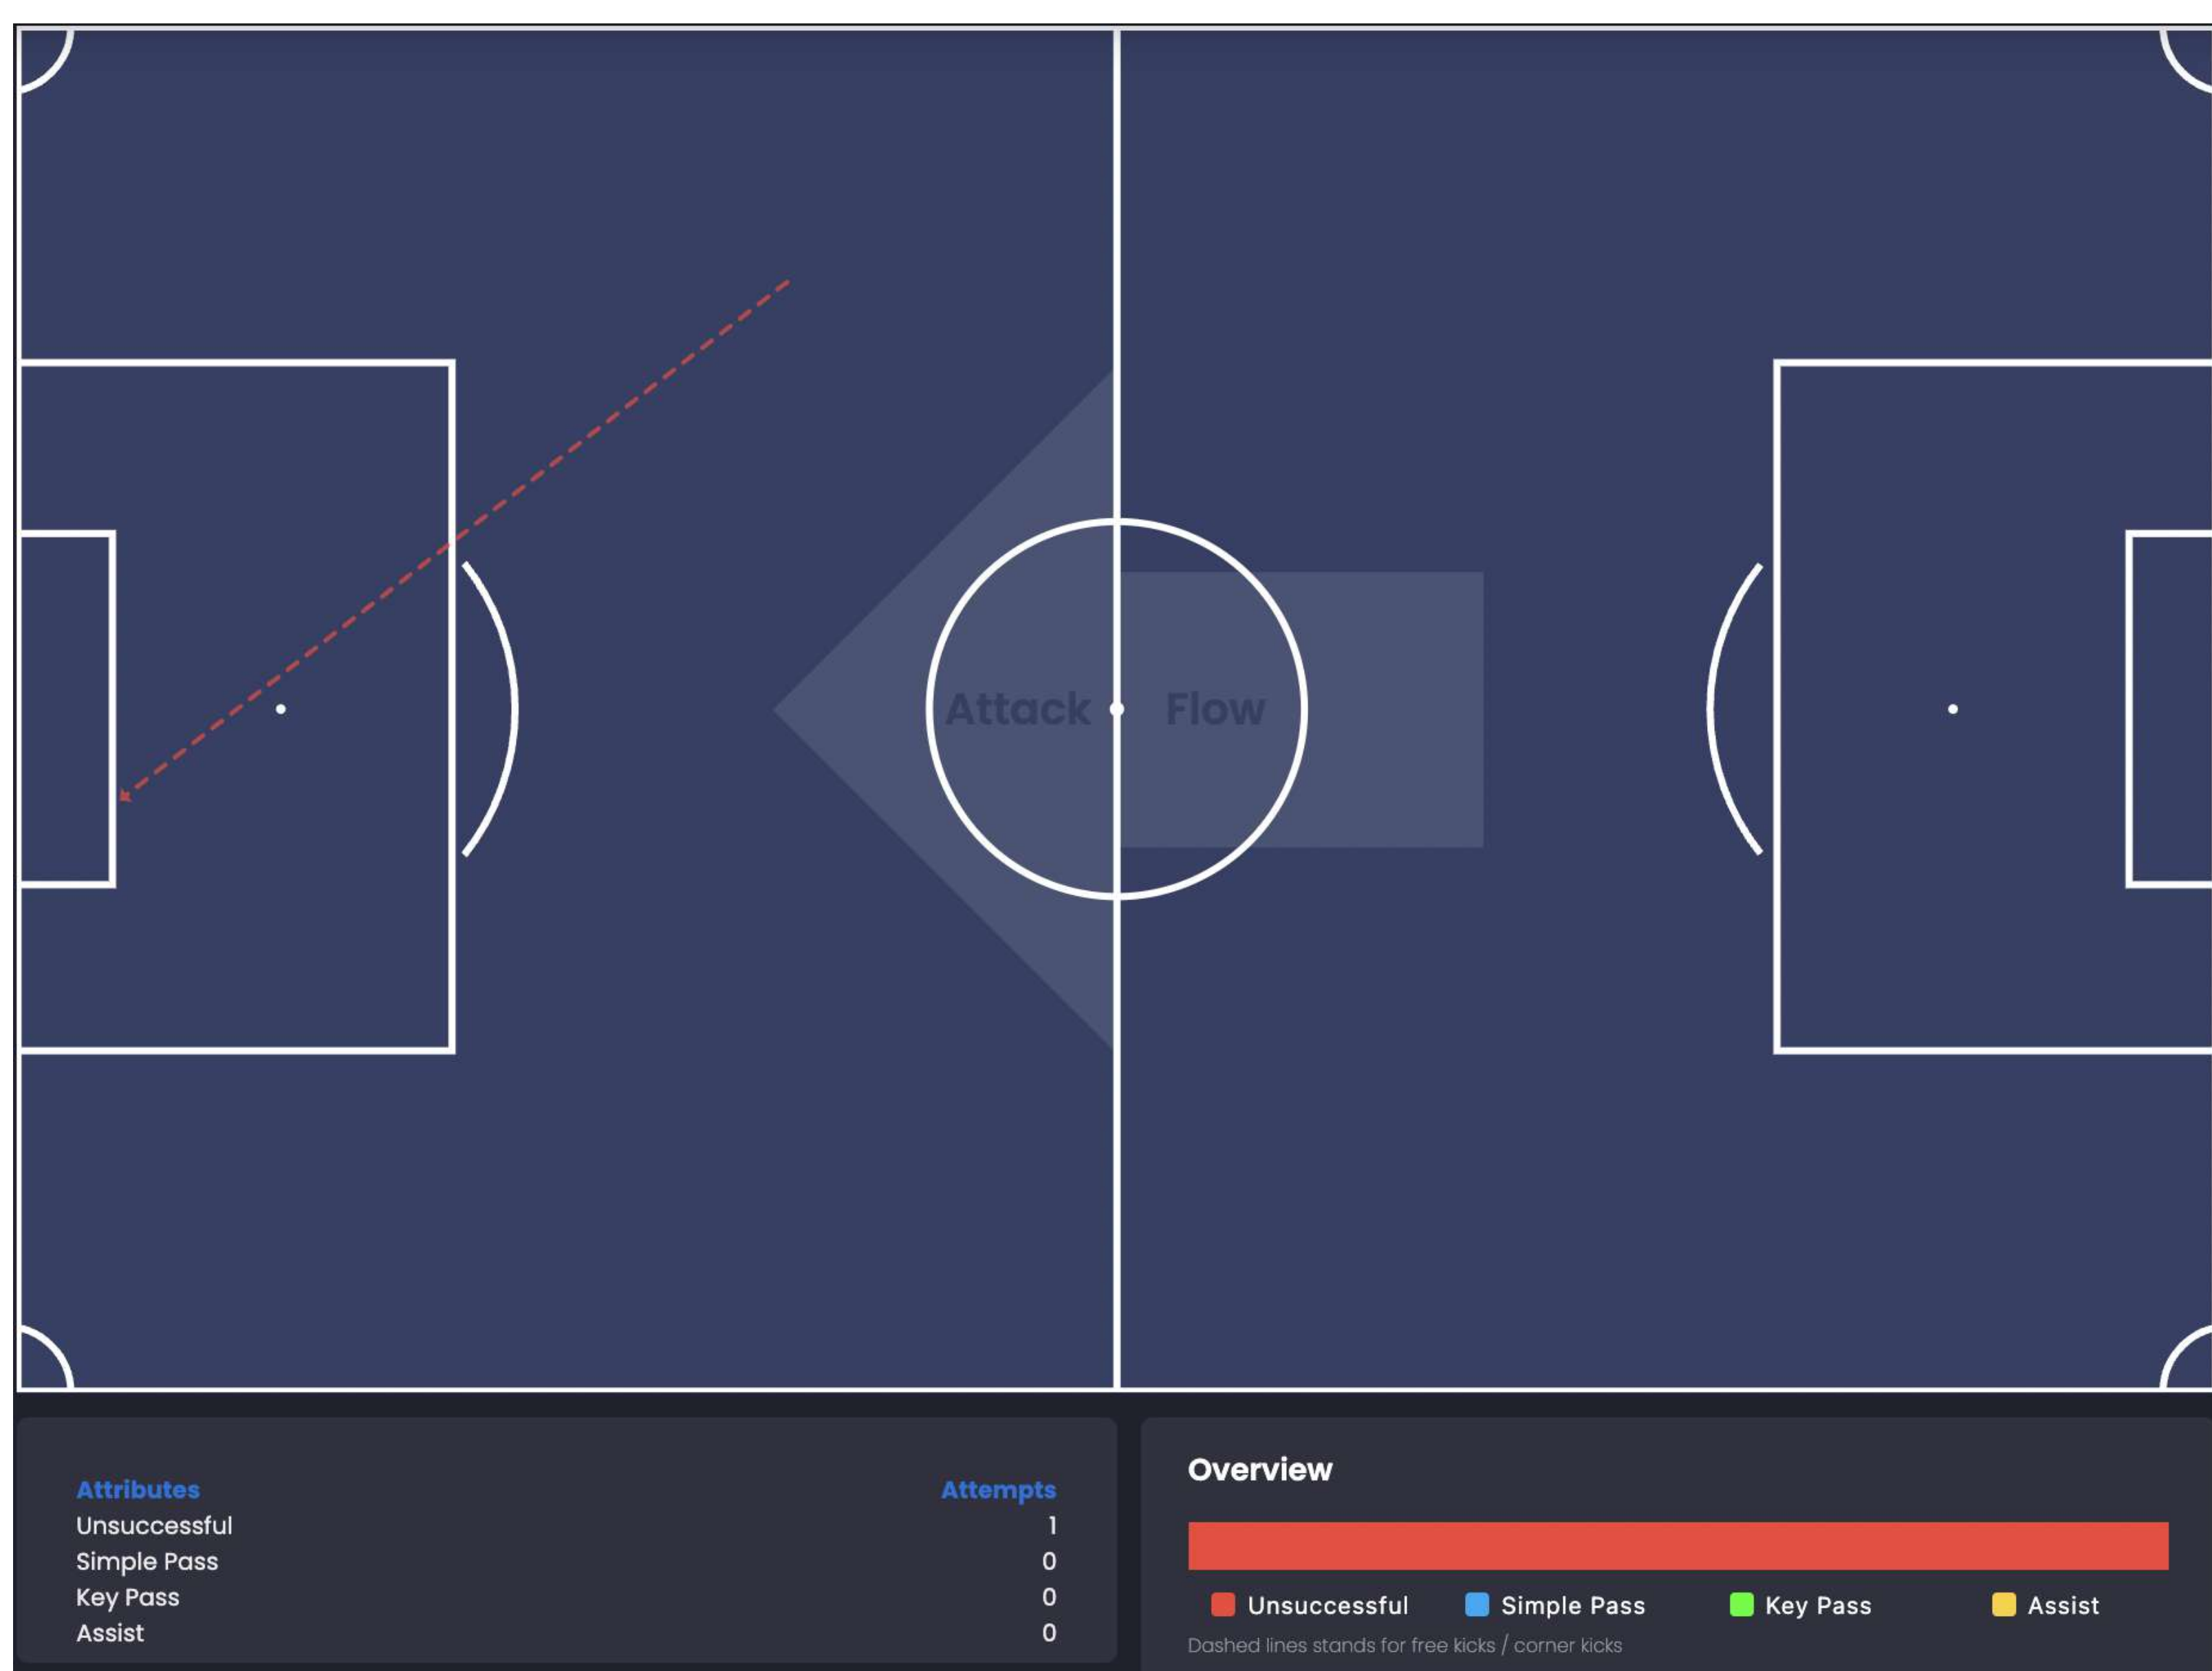 Attack Flow
Attributes Attempts
Unsuccessful 1
Simple Pass 0
Key Pass 0
Assist 0
Overview
Unsuccessful Simple Pass Key Pass Assist
Dashed lines stands for free kicks / corner kicks